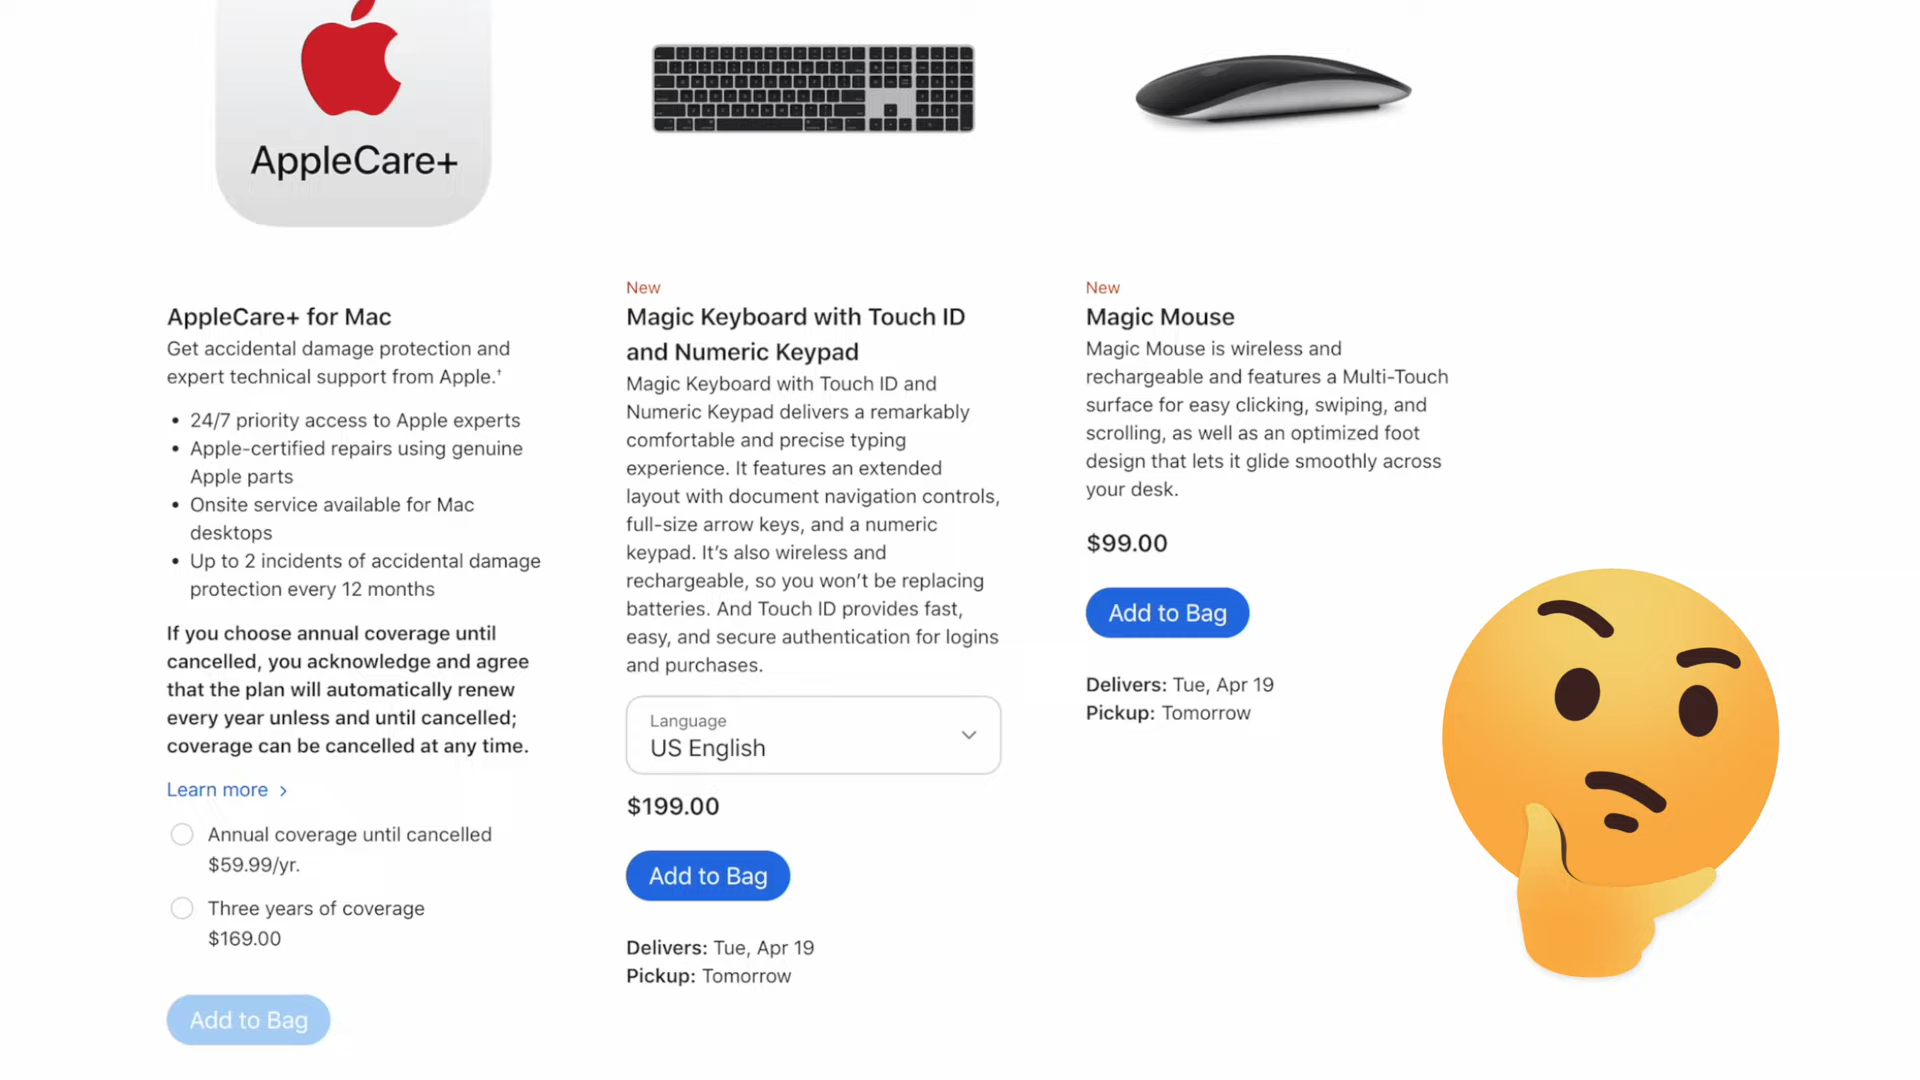 AppleCare+
AppleCare+ for Mac
Get accidental damage protection and
expert technical support from Apple.†
• 24/7 priority access to Apple experts
• Apple-certified repairs using genuine
Apple parts
• Onsite service available for Mac
desktops
• Up to 2 incidents of accidental damage
protection every 12 months
If you choose annual coverage until
cancelled, you acknowledge and agree
that the plan will automatically renew
every year unless and until cancelled;
coverage can be cancelled at any time.
Learn more >
Annual coverage until cancelled
$59.99/yr.
Three years of coverage
$169.00
Add to Bag
New
Magic Keyboard with Touch ID
and Numeric Keypad
Magic Keyboard with Touch ID and
Numeric Keypad delivers a remarkably
comfortable and precise typing
experience. It features an extended
layout with document navigation controls,
full-size arrow keys, and a numeric
keypad. It’s also wireless and
rechargeable, so you won’t be replacing
batteries. And Touch ID provides fast,
easy, and secure authentication for logins
and purchases.
Language
US English
$199.00
Add to Bag
Delivers: Tue, Apr 19
Pickup: Tomorrow
New
Magic Mouse
Magic Mouse is wireless and
rechargeable and features a Multi-Touch
surface for easy clicking, swiping, and
scrolling, as well as an optimized foot
design that lets it glide smoothly across
your desk.
$99.00
Add to Bag
Delivers: Tue, Apr 19
Pickup: Tomorrow